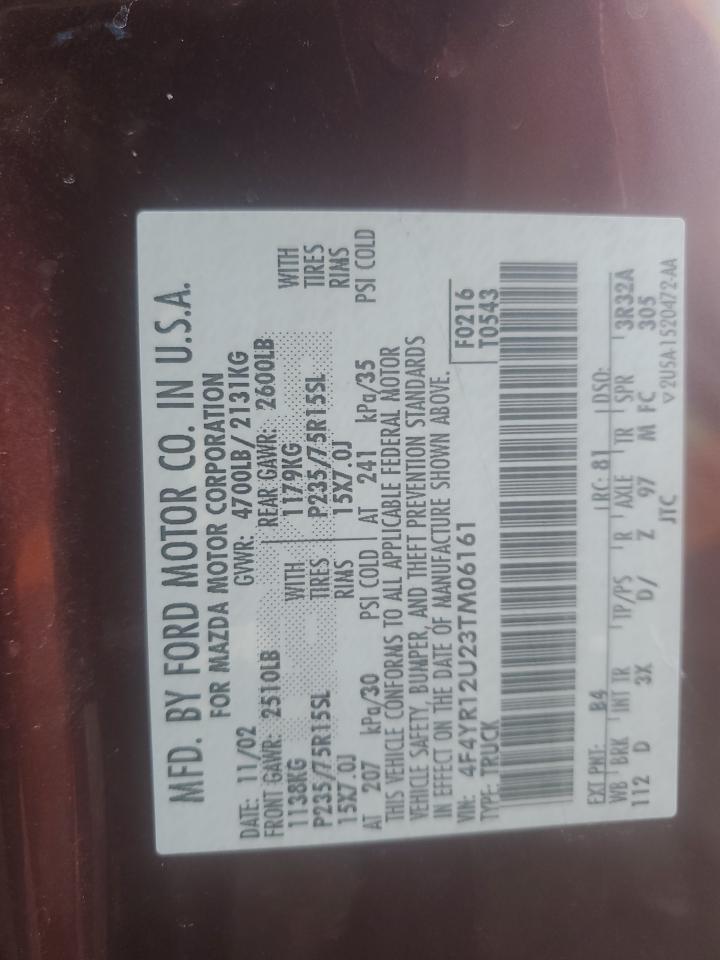 MFD. BY FORD MOTOR CO. IN U.S.A.
FOR MAZDA MOTOR CORPORATION
DATE: 11/02 GVWR: 4700LB/ 2131KG
FRONT GAWR: 2510LB REAR GAWR: 2600LB
1138KG WITH 1179KG WITH
P235/75R15SL TIRES P235/75R15SL TIRES
15X7.0J RIMS 15X7.0J RIMS
AT 207 kPa/30 PSI COLD AT 241 kPa/35 PSI COLD
THIS VEHICLE CONFORMS TO ALL APPLICABLE FEDERAL MOTOR
VEHICLE SAFETY, BUMPER, AND THEFT PREVENTION STANDARDS
IN EFFECT ON THE DATE OF MANUFACTURE SHOWN ABOVE.
VIN: 4F4YR12U23TM06161 F0216
TYPE: TRUCK T0543
EXT PNT: B4 RC: 81 DSO:
WB BRK INT TR TP/PS R AXLE TR SPR 3R32A
112 D 3X D/ Z 97 M FC 305
JTC ▽2U5A-1520472-AA